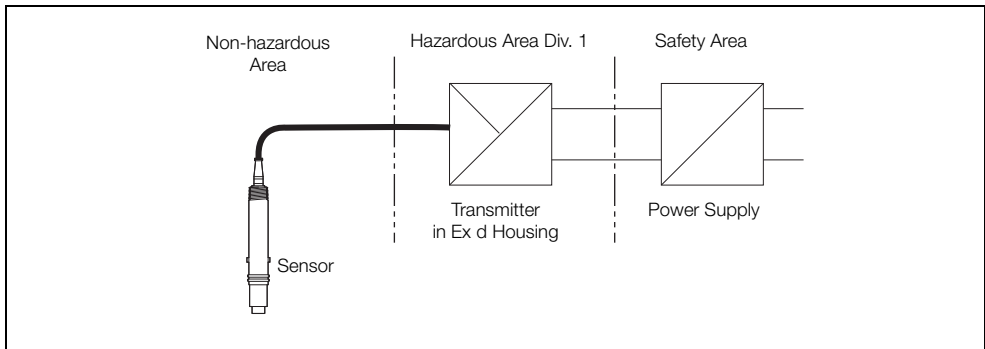 Non-hazardous
Area
Hazardous Area Div. 1
Safety Area
Transmitter
in Ex d Housing
Power Supply
Sensor